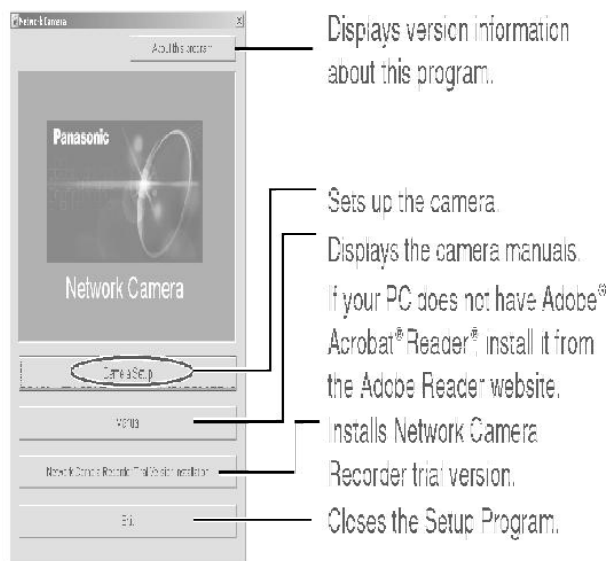 Network Camera
About this program
Displays version information
about this program.
Panasonic
Network Camera
Sets up the camera.
Displays the camera manuals.
If your PC does not have Adobe®
Acrobat® Reader®, install it from
the Adobe Reader website.
Camera Setup
Manual
Installs Network Camera
Recorder trial version.
Network Camera Recorder Trial Version Installation
Exit
Closes the Setup Program.